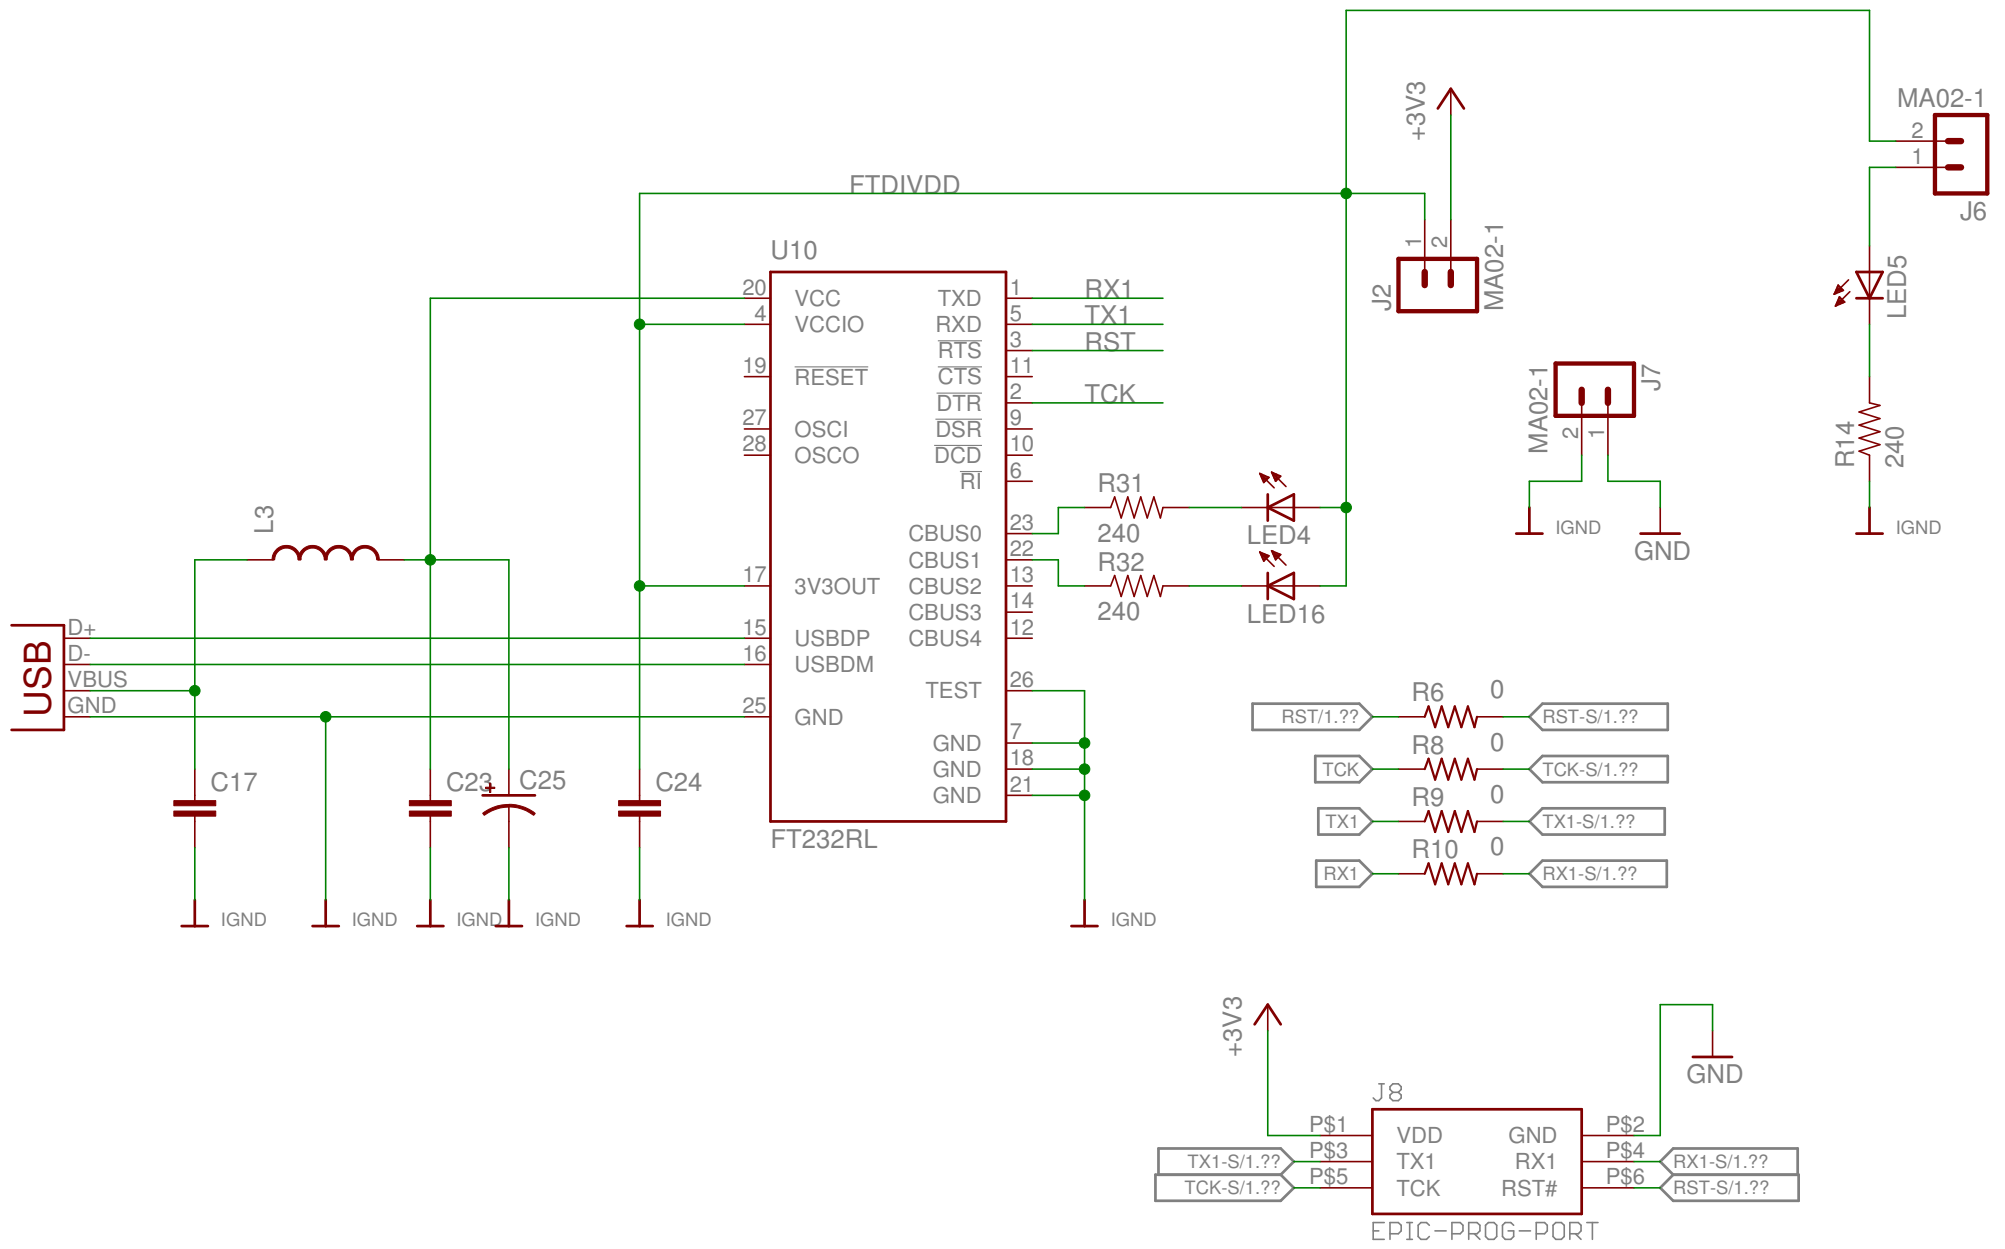 MA02-1
2
1
J6
+3V3
FTDIVDD
1
2
J2
MA02-1
LED5
R14
240
IGND
MA02-1
J7
2
1
IGND
GND
U10
20 VCC
4 VCCIO
19 RESET
27 OSCI
28 OSCO
17 3V3OUT
15 USBDP
16 USBDM
25 GND
TXD 1 RX1
RXD 5 TX1
RTS 3 RST
CTS 11
DTR 2 TCK
DSR 9
DCD 10
RI 6
CBUS0 23
CBUS1 22
CBUS2 13
CBUS3 14
CBUS4 12
TEST 26
GND 7
GND 18
GND 21
FT232RL
R31
240
LED4
R32
240
LED16
L3
USB
D+
D-
VBUS
GND
C17
C23
+
C25
C24
IGND
IGND
IGND
IGND
IGND
IGND
RST/1.?? R6 0 RST-S/1.??
TCK R8 0 TCK-S/1.??
TX1 R9 0 TX1-S/1.??
RX1 R10 0 RX1-S/1.??
+3V3
GND
J8
P$1 VDD GND P$2
TX1-S/1.?? P$3 TX1 RX1 P$4 RX1-S/1.??
TCK-S/1.?? P$5 TCK RST# P$6 RST-S/1.??
EPIC-PROG-PORT